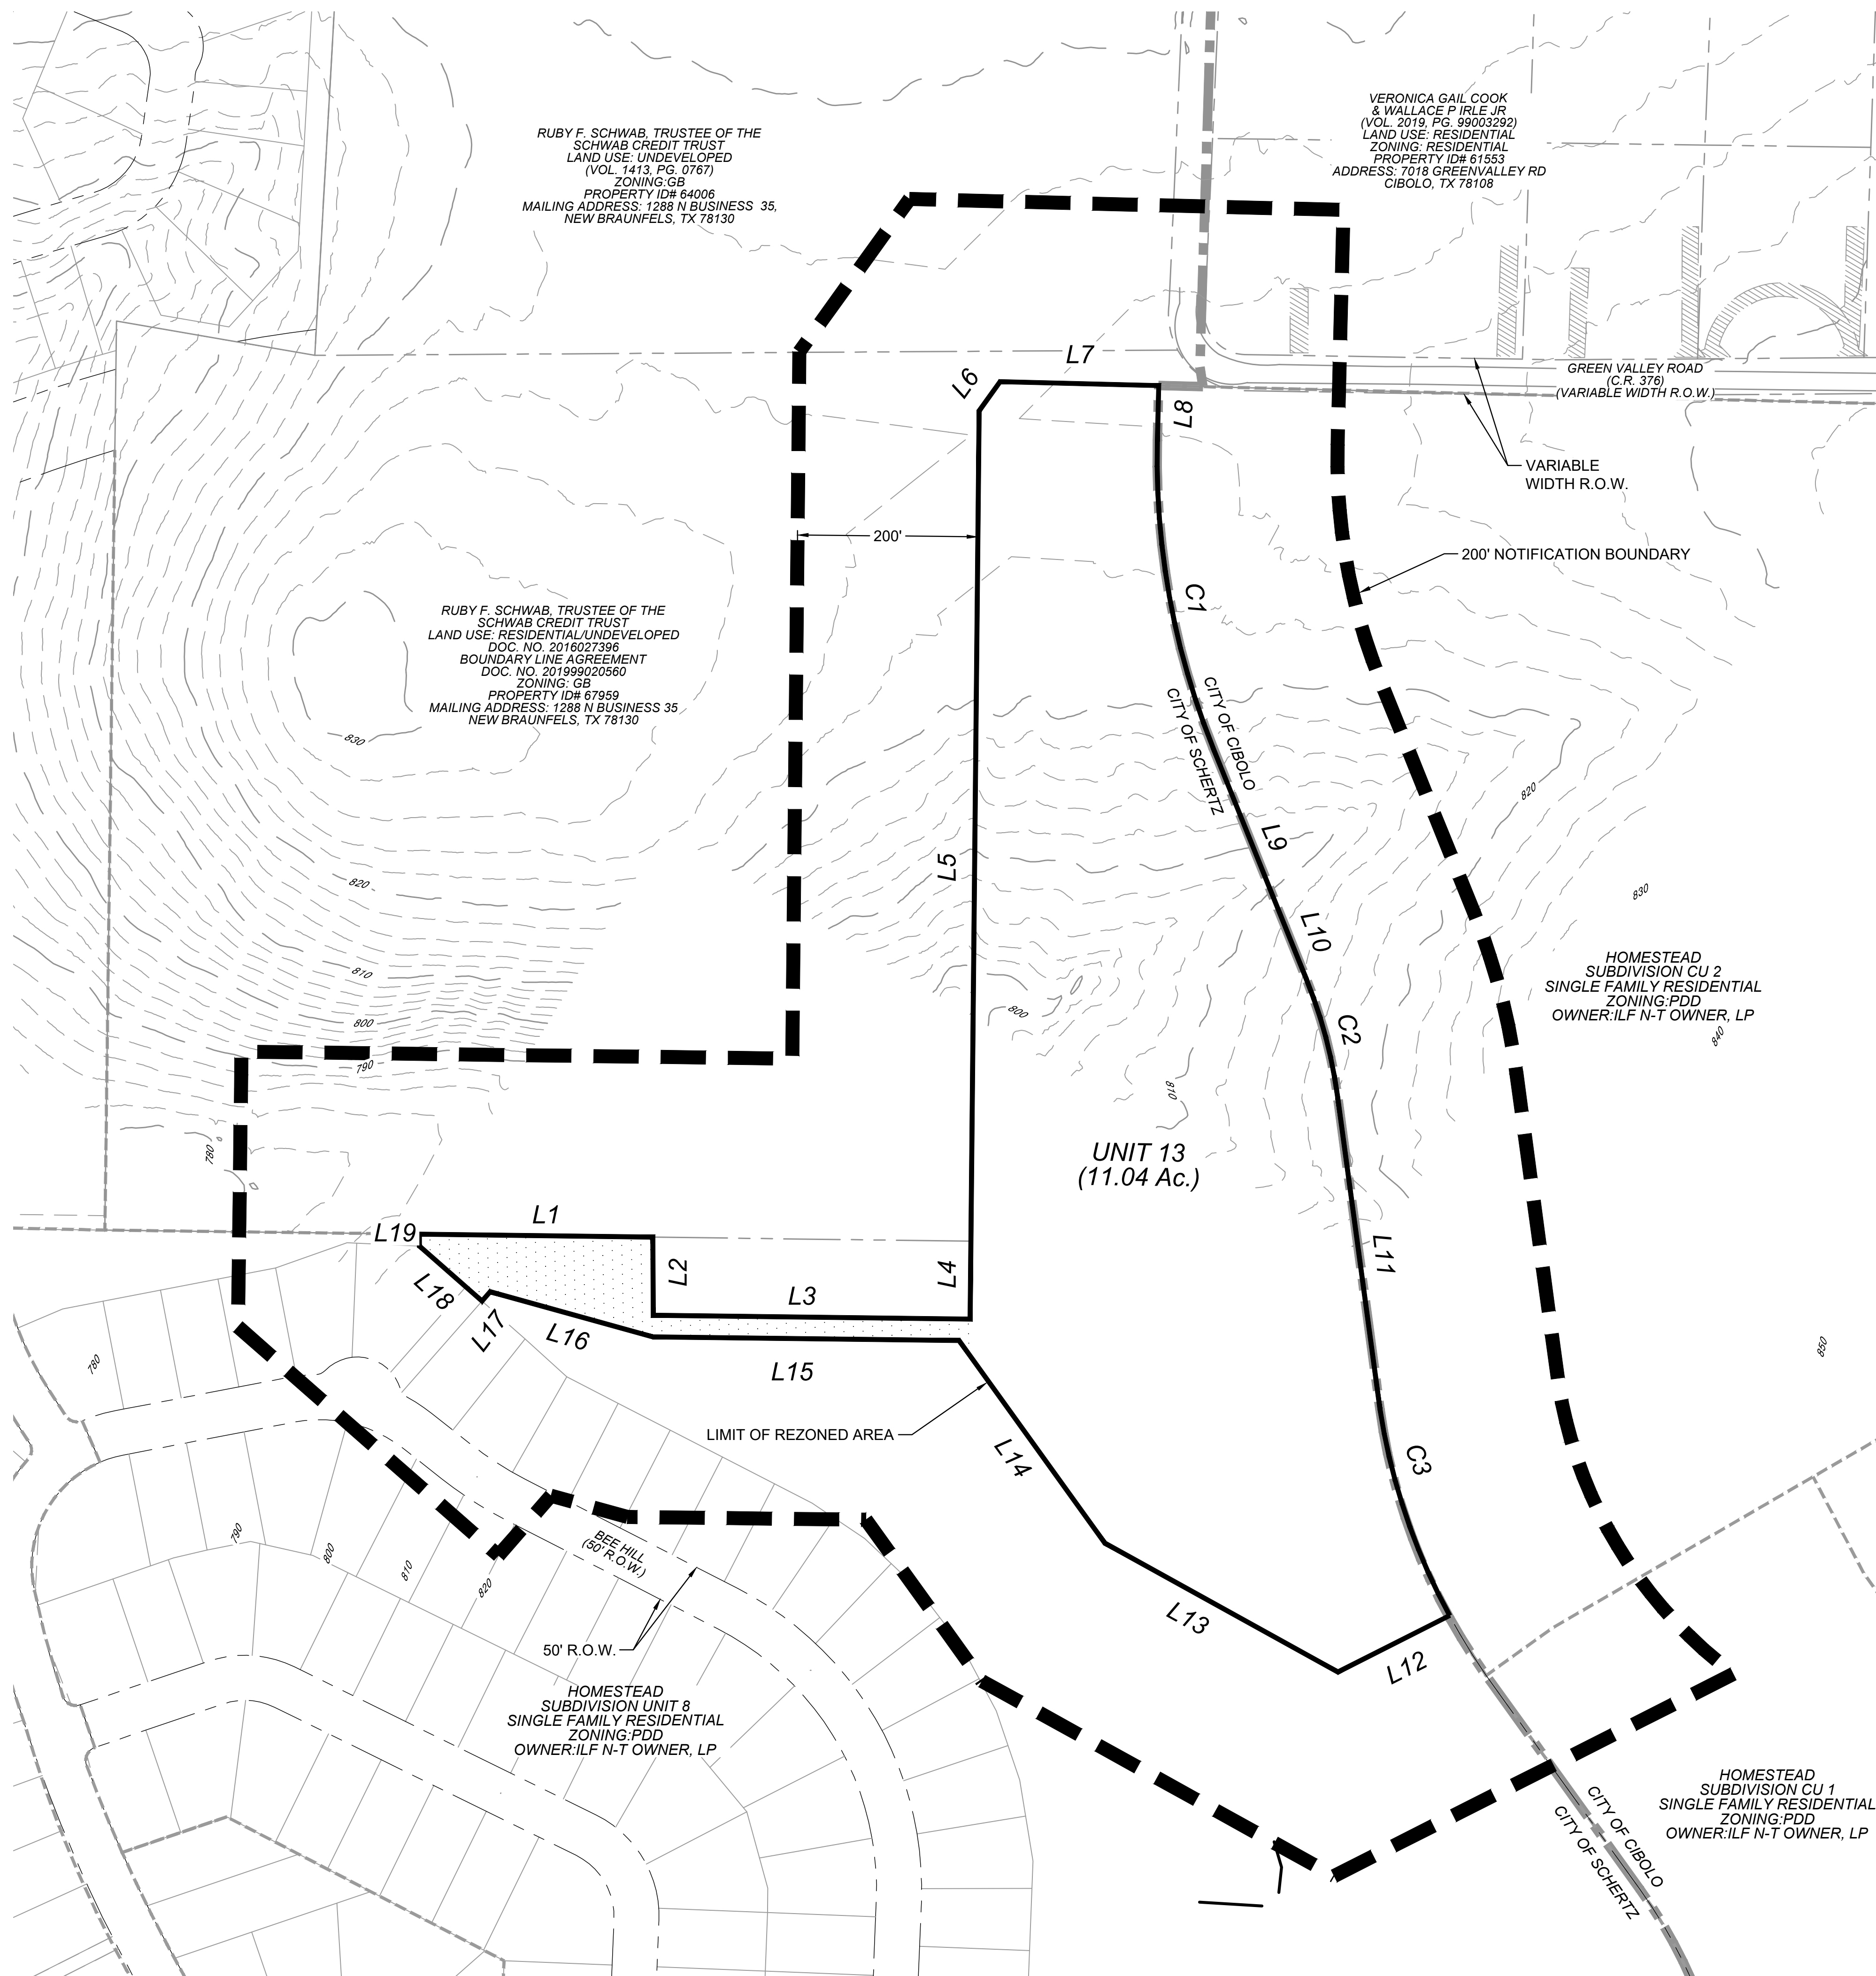 VERONICA GAIL COOK
& WALLACE P IRLE JR
(VOL. 2019, PG. 99003292)
LAND USE: RESIDENTIAL
ZONING: RESIDENTIAL
PROPERTY ID# 61553
ADDRESS: 7018 GREENVALLEY RD
CIBOLO, TX 78108
RUBY F. SCHWAB, TRUSTEE OF THE
SCHWAB CREDIT TRUST
LAND USE: UNDEVELOPED
(VOL. 1413, PG. 0767)
ZONING:GB
PROPERTY ID# 64006
MAILING ADDRESS: 1288 N BUSINESS 35,
NEW BRAUNFELS, TX 78130
L7
L6
L8
GREEN VALLEY ROAD
(C.R. 376)
(VARIABLE WIDTH R.O.W.)
VARIABLE
WIDTH R.O.W.
200'
200' NOTIFICATION BOUNDARY
C1
RUBY F. SCHWAB, TRUSTEE OF THE
SCHWAB CREDIT TRUST
LAND USE: RESIDENTIAL/UNDEVELOPED
DOC. NO. 2016027396
BOUNDARY LINE AGREEMENT
DOC. NO. 201999020560
ZONING: GB
PROPERTY ID# 67959
MAILING ADDRESS: 1288 N BUSINESS 35
NEW BRAUNFELS, TX 78130
830
CITY OF CIBOLO
CITY OF SCHERTZ
820
L9
L5
820
830
L10
810
HOMESTEAD
SUBDIVISION CU 2
SINGLE FAMILY RESIDENTIAL
ZONING:PDD
OWNER:ILF N-T OWNER, LP
800
800
C2
840
790
810
780
UNIT 13
(11.04 Ac.)
L1
L19
L2
L4
L11
L18
L3
L17
L16
L15
780
850
LIMIT OF REZONED AREA
L14
C3
790
800
810
820
BEE HILL
(50' R.O.W.)
L13
50' R.O.W.
L12
HOMESTEAD
SUBDIVISION UNIT 8
SINGLE FAMILY RESIDENTIAL
ZONING:PDD
OWNER:ILF N-T OWNER, LP
HOMESTEAD
SUBDIVISION CU 1
SINGLE FAMILY RESIDENTIAL
ZONING:PDD
OWNER:ILF N-T OWNER, LP
CITY OF CIBOLO
CITY OF SCHERTZ